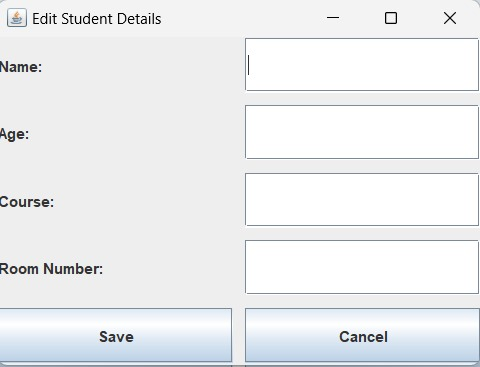 Edit Student Details
Name:
Age:
Course:
Room Number:
Save Cancel